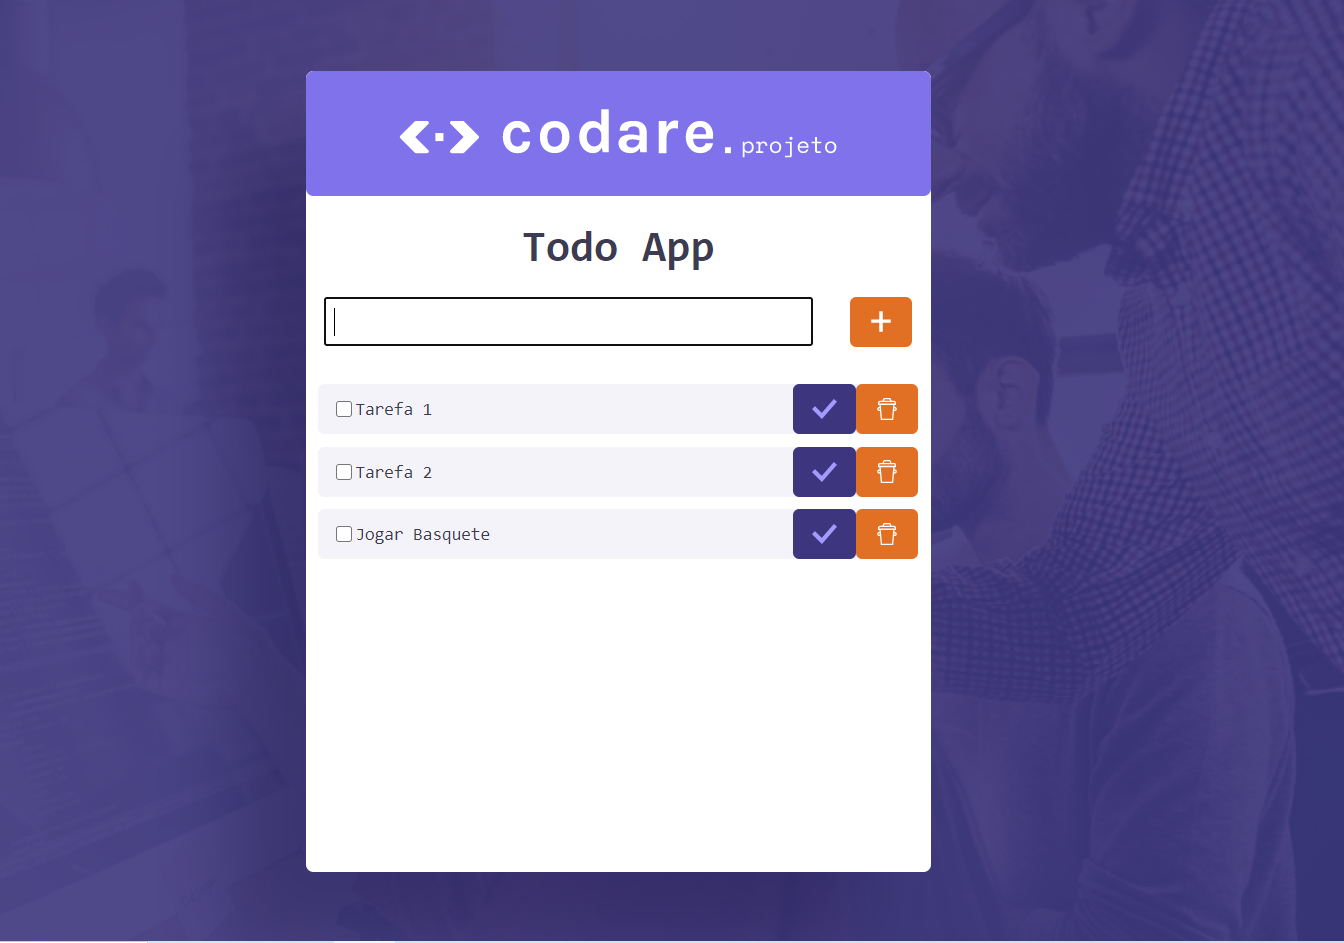 codare.projeto
Todo App
Tarefa 1
Tarefa 2
Jogar Basquete